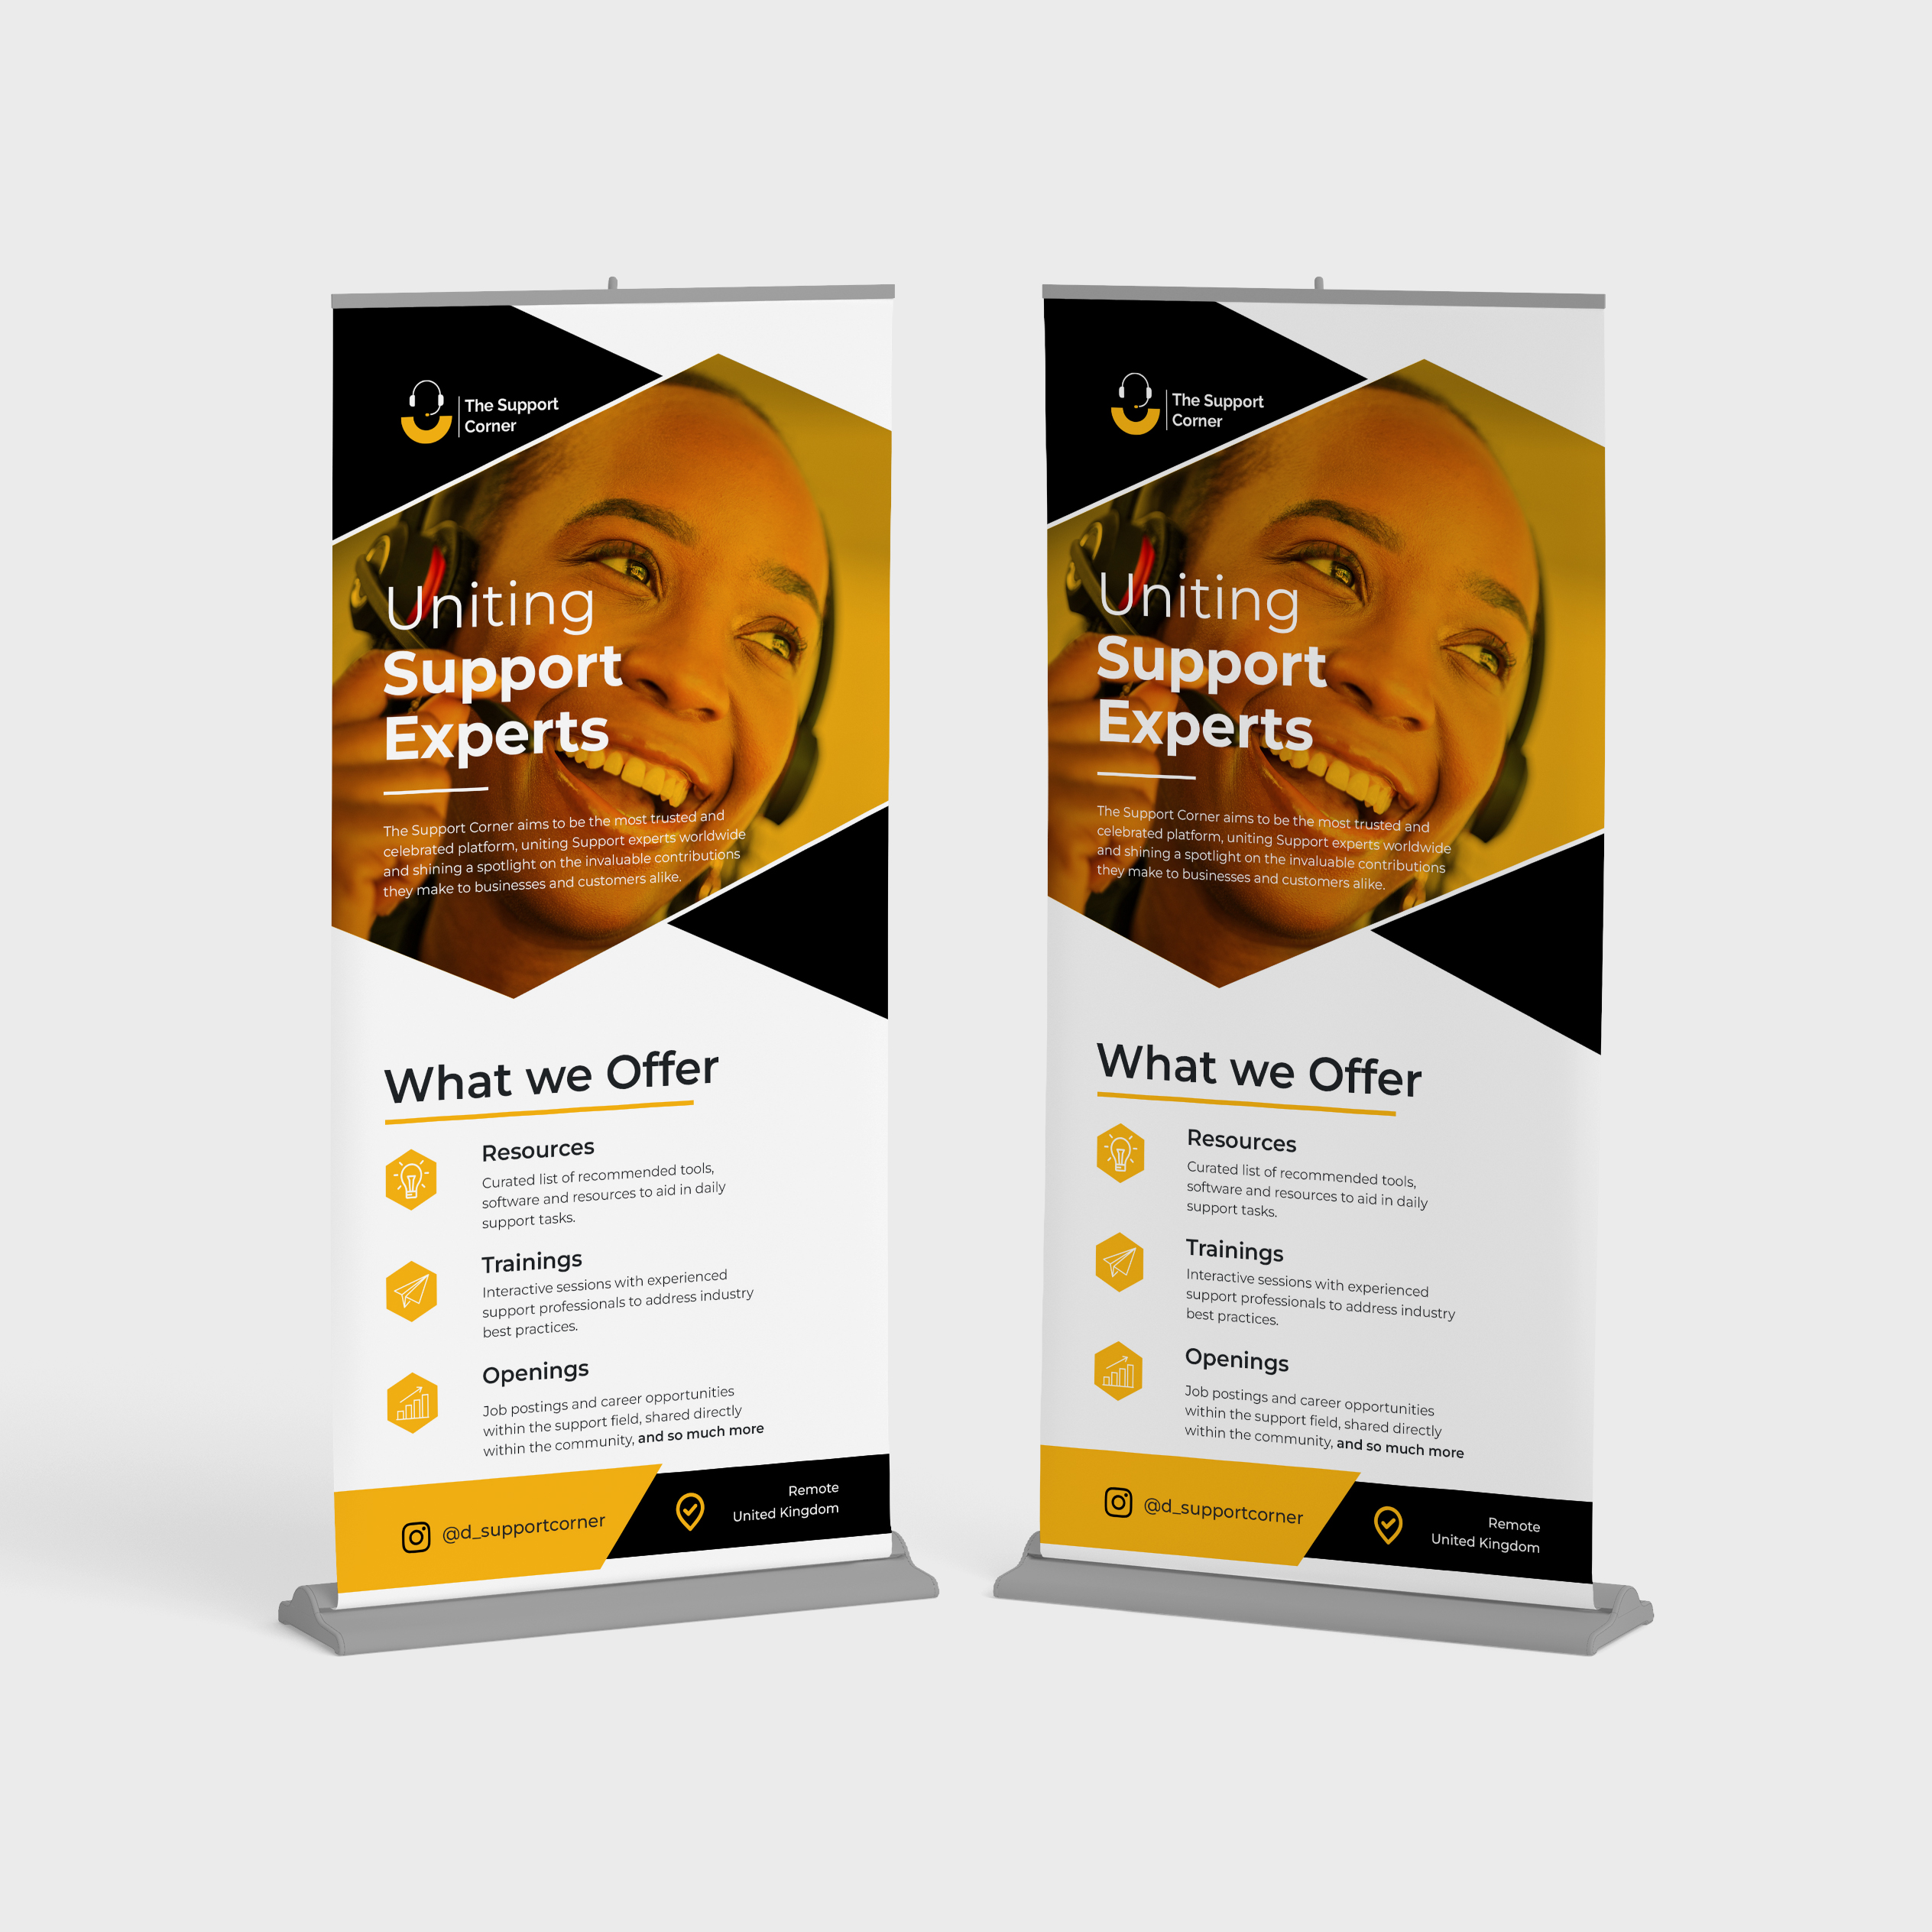 The Support
Corner
Uniting
Support
Experts
The Support Corner aims to be the most trusted and
celebrated platform, uniting Support experts worldwide
and shining a spotlight on the invaluable contributions
they make to businesses and customers alike.
What we Offer
Resources
Curated list of recommended tools,
software and resources to aid in daily
support tasks.
Trainings
Interactive sessions with experienced
support professionals to address industry
best practices.
Openings
Job postings and career opportunities
within the support field, shared directly
within the community, and so much more
@d_supportcorner
Remote
United Kingdom
The Support
Corner
Uniting
Support
Experts
The Support Corner aims to be the most trusted and
celebrated platform, uniting Support experts worldwide
and shining a spotlight on the invaluable contributions
they make to businesses and customers alike.
What we Offer
Resources
Curated list of recommended tools,
software and resources to aid in daily
support tasks.
Trainings
Interactive sessions with experienced
support professionals to address industry
best practices.
Openings
Job postings and career opportunities
within the support field, shared directly
within the community, and so much more
@d_supportcorner
Remote
United Kingdom